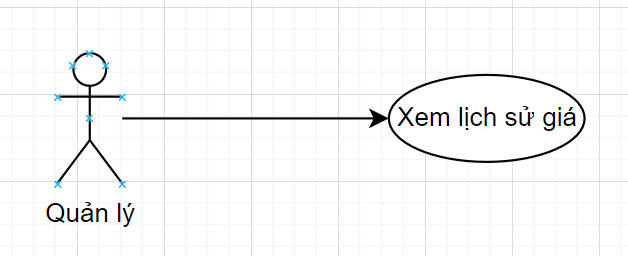 Xem lịch sử giá
Quản lý